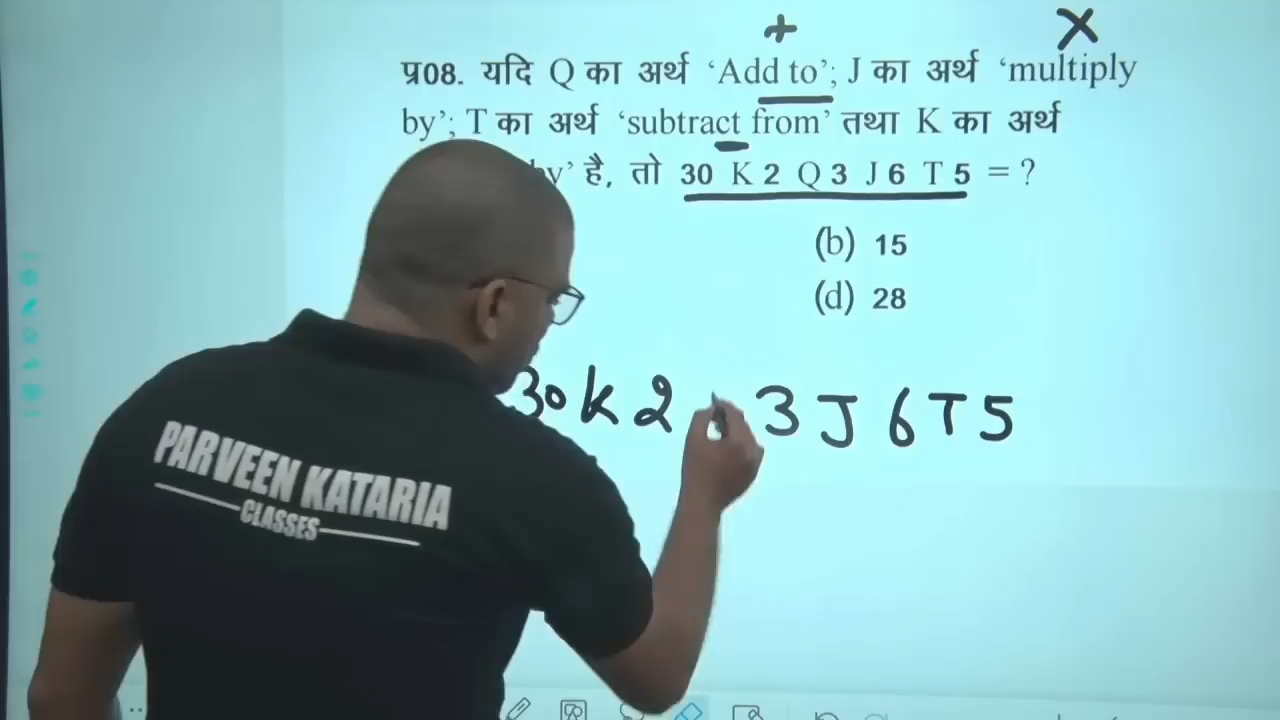 + ×
प्र08. यदि Q का अर्थ ‘Add to’; J का अर्थ ‘multiply
by’; T का अर्थ ‘subtract from’ तथा K का अर्थ
है, तो 30 K 2 Q 3 J 6 T 5 = ?
(b) 15
(d) 28
30 K 2 3 J 6 T 5
PARVEEN KATARIA
CLASSES